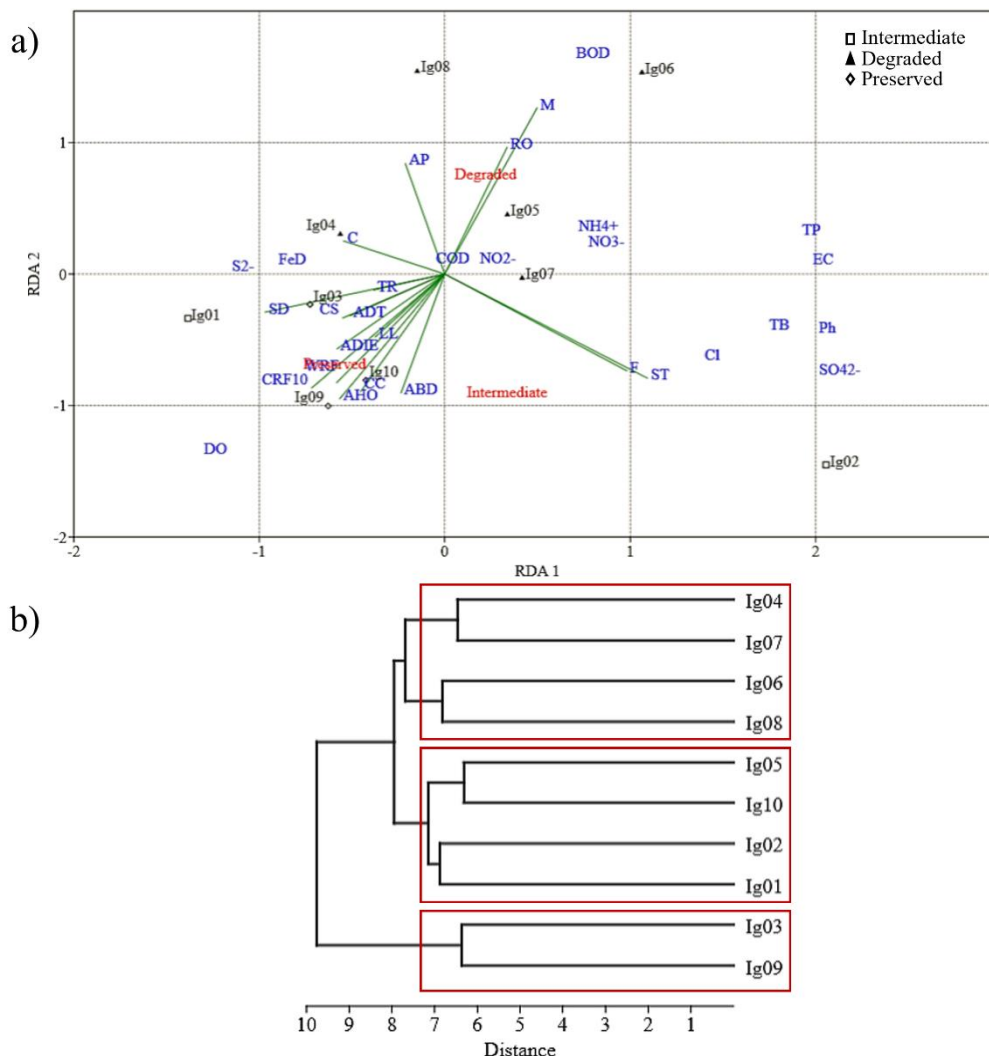 a)
Intermediate
Degraded
Preserved
BOD
Ig08
Ig06
M
RO
1
AP
Degraded
Ig05
Ig04
C
NH4+
NO3-
TP
COD
NO2-
EC
S2-
FeD
0
Ig07
TR
Ig03
SD
CS
ADT
Ig01
LL
TB
Ph
ADIE
Cl
WRF
Preserved
F
ST
SO42-
CRF10
Ig10
CC
Ig09
AHO
ABD
Intermediate
-1
DO
Ig02
-2
-2
-1
0
1
2
RDA 2
RDA 1
b)
Ig04
Ig07
Ig06
Ig08
Ig05
Ig10
Ig02
Ig01
Ig03
Ig09
10 9 8 7 6 5 4 3 2 1
Distance